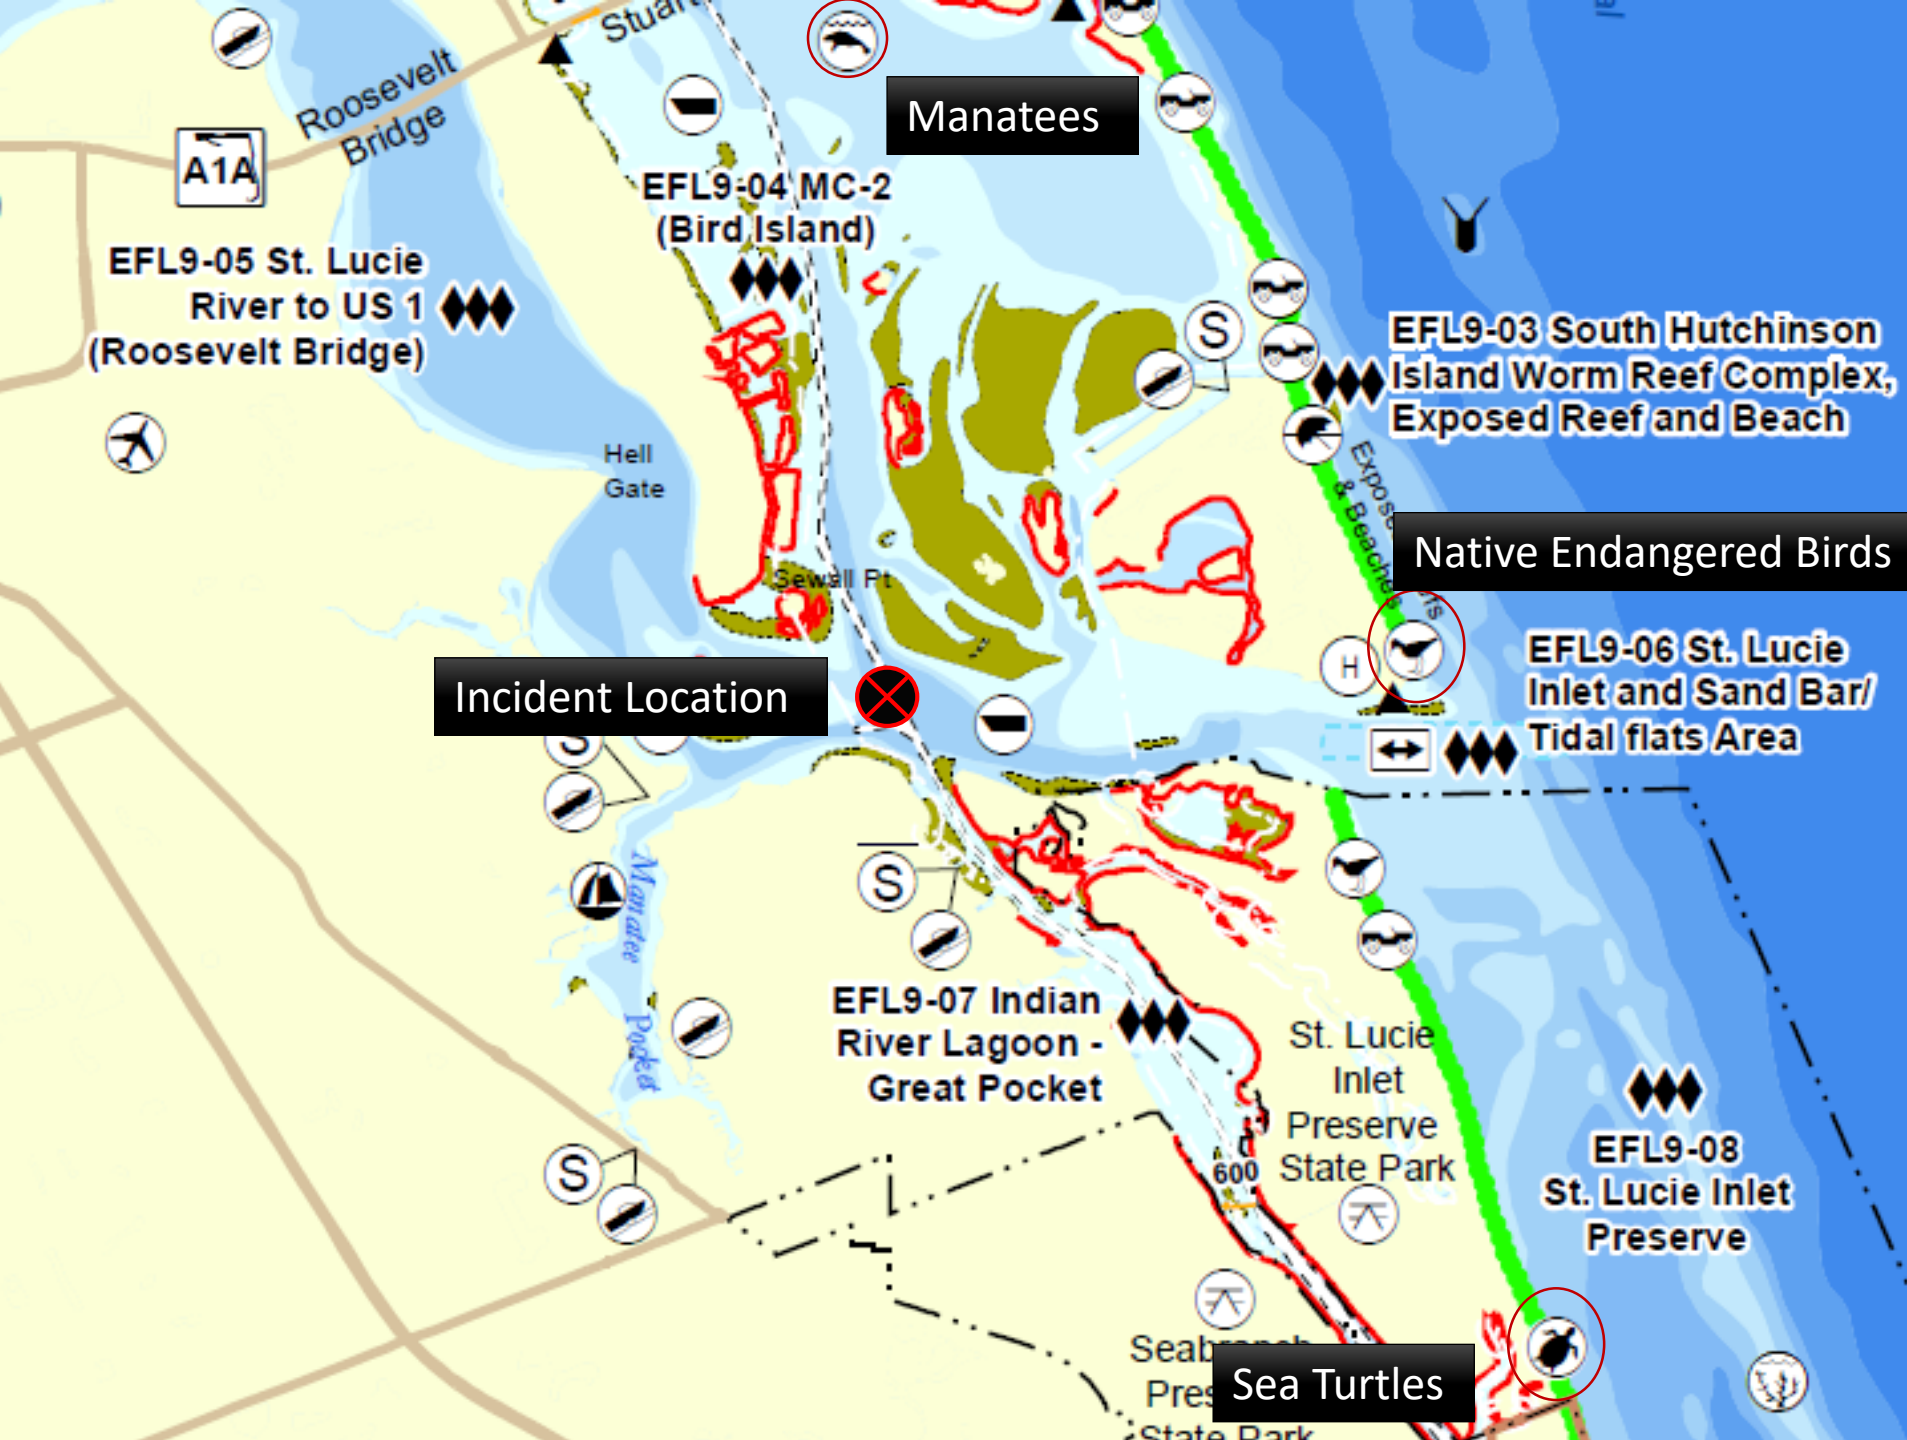 Stuart
Roosevelt
Bridge
A1A
Manatees
EFL9-04 MC-2
(Bird Island)
EFL9-05 St. Lucie
River to US 1
(Roosevelt Bridge)
S
EFL9-03 South Hutchinson
Island Worm Reef Complex,
Exposed Reef and Beach
Hell
Gate
& Beaches
Native Endangered Birds
Sewall Pt
H
EFL9-06 St. Lucie
Inlet and Sand Bar/
Tidal flats Area
Incident Location
S
S
Manatee
Pocket
EFL9-07 Indian
River Lagoon -
Great Pocket
St. Lucie
Inlet
Preserve
State Park
600
S
EFL9-08
St. Lucie Inlet
Preserve
Sea Turtles
State Park